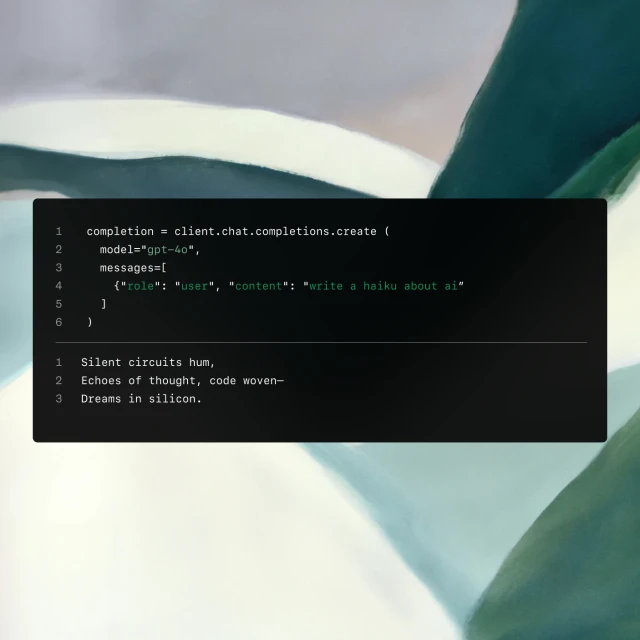 1 completion = client.chat.completions.create (
2 model="gpt-4o",
3 messages=[
4 {"role": "user", "content": "write a haiku about ai”
5 ]
6 )
1 Silent circuits hum,
2 Echoes of thought, code woven—
3 Dreams in silicon.